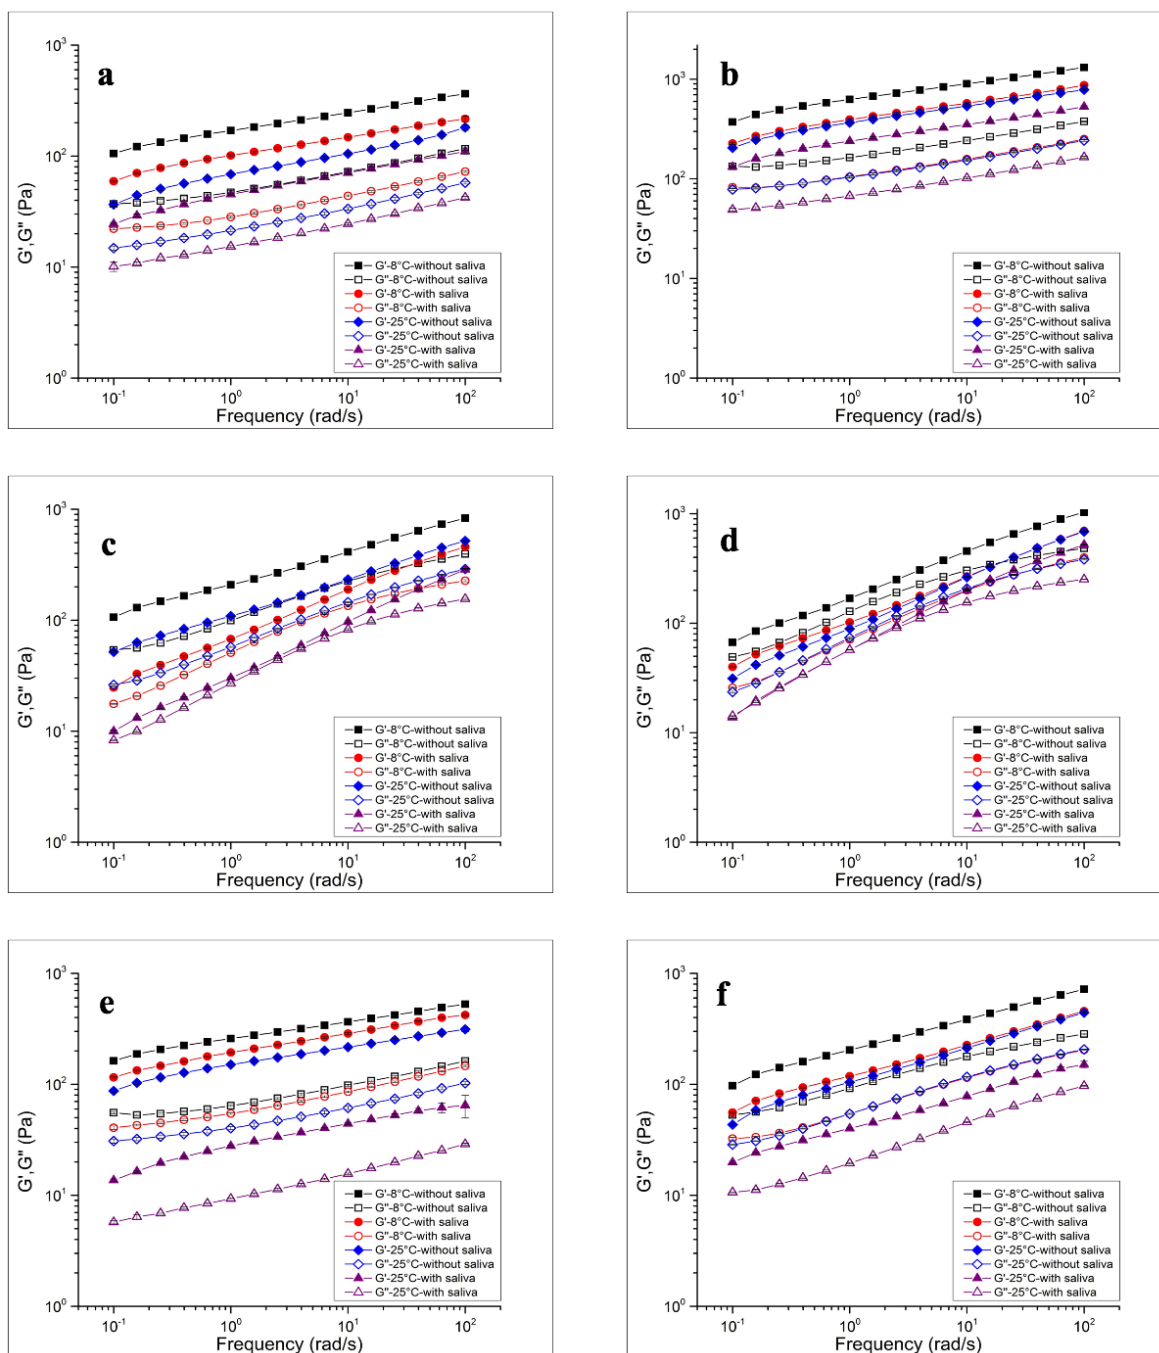 a
G',G" (Pa)
10³
10²
10¹
10⁰
G'-8°C-without saliva
G"-8°C-without saliva
G'-8°C-with saliva
G"-8°C-with saliva
G'-25°C-without saliva
G"-25°C-without saliva
G'-25°C-with saliva
G"-25°C-with saliva
10⁻¹ 10⁰ 10¹ 10²
Frequency (rad/s)
b
G',G" (Pa)
10³
10²
10¹
10⁰
G'-8°C-without saliva
G"-8°C-without saliva
G'-8°C-with saliva
G"-8°C-with saliva
G'-25°C-without saliva
G"-25°C-without saliva
G'-25°C-with saliva
G"-25°C-with saliva
10⁻¹ 10⁰ 10¹ 10²
Frequency (rad/s)
c
G',G" (Pa)
10³
10²
10¹
10⁰
G'-8°C-without saliva
G"-8°C-without saliva
G'-8°C-with saliva
G"-8°C-with saliva
G'-25°C-without saliva
G"-25°C-without saliva
G'-25°C-with saliva
G"-25°C-with saliva
10⁻¹ 10⁰ 10¹ 10²
Frequency (rad/s)
d
G',G" (Pa)
10³
10²
10¹
10⁰
G'-8°C-without saliva
G"-8°C-without saliva
G'-8°C-with saliva
G"-8°C-with saliva
G'-25°C-without saliva
G"-25°C-without saliva
G'-25°C-with saliva
G"-25°C-with saliva
10⁻¹ 10⁰ 10¹ 10²
Frequency (rad/s)
e
G',G" (Pa)
10³
10²
10¹
10⁰
G'-8°C-without saliva
G"-8°C-without saliva
G'-8°C-with saliva
G"-8°C-with saliva
G'-25°C-without saliva
G"-25°C-without saliva
G'-25°C-with saliva
G"-25°C-with saliva
10⁻¹ 10⁰ 10¹ 10²
Frequency (rad/s)
f
G',G" (Pa)
10³
10²
10¹
10⁰
G'-8°C-without saliva
G"-8°C-without saliva
G'-8°C-with saliva
G"-8°C-with saliva
G'-25°C-without saliva
G"-25°C-without saliva
G'-25°C-with saliva
G"-25°C-with saliva
10⁻¹ 10⁰ 10¹ 10²
Frequency (rad/s)